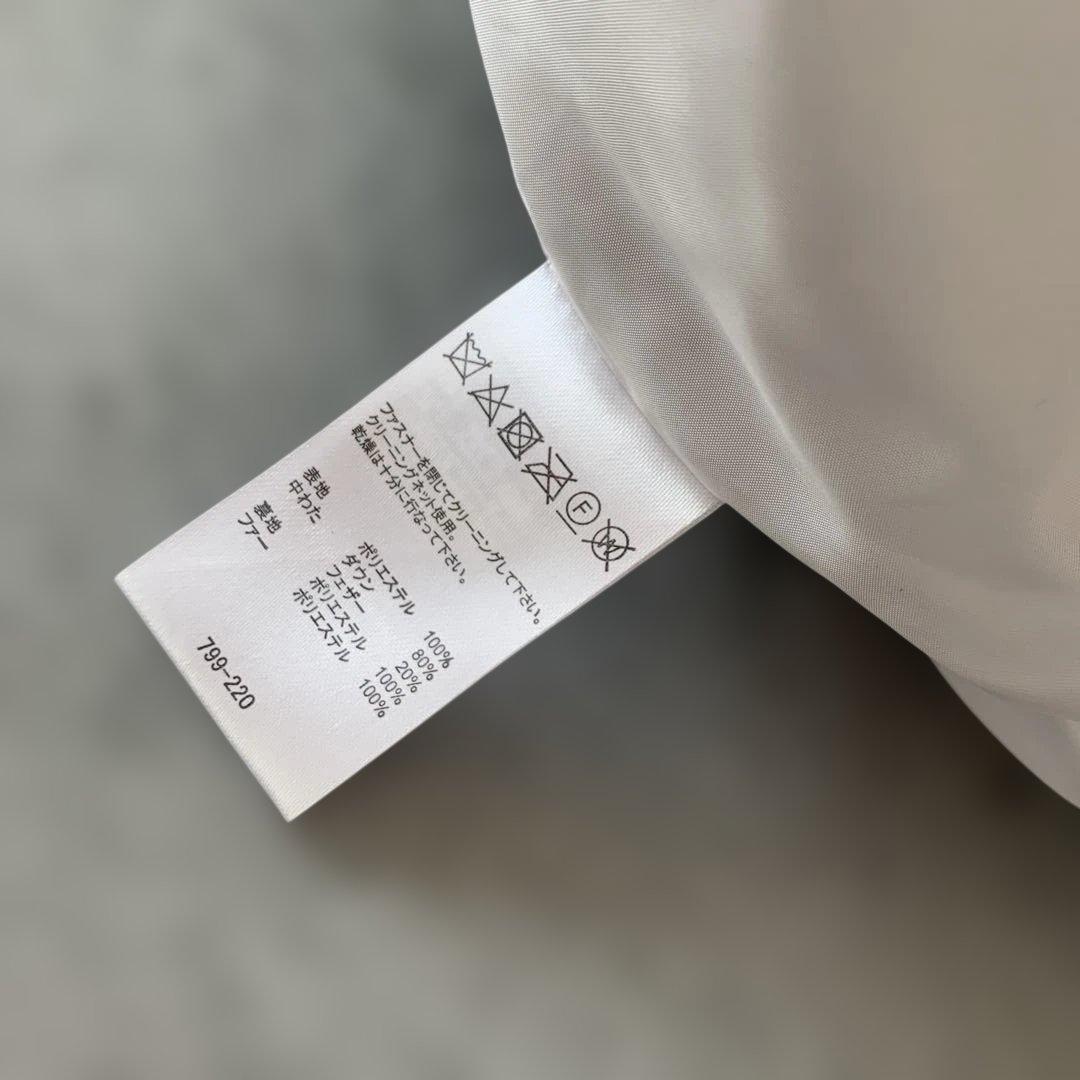 F W
ファスナーを閉じてクリーニングして下さい。
クリーニングネット使用。
乾燥は十分に行なって下さい。
表地 ポリエステル 100%
中わた ダウン 80%
フェザー 20%
裏地 ポリエステル 100%
ファー ポリエステル 100%
799-220